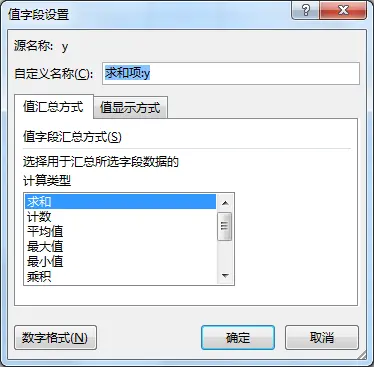 值字段设置
源名称: y
自定义名称(C): 求和项:y
值汇总方式 值显示方式
值字段汇总方式(S)
选择用于汇总所选字段数据的
计算类型
求和
计数
平均值
最大值
最小值
乘积
数字格式(N) 确定 取消